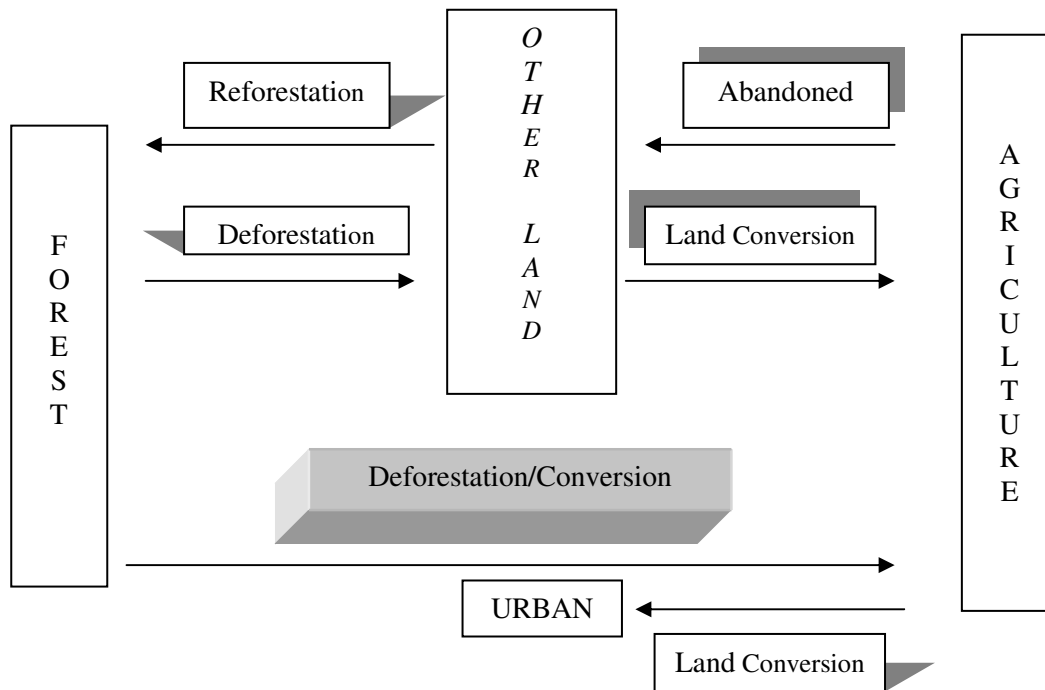 FOREST
Reforestation
Deforestation
OTHER LAND
Abandoned
Land Conversion
AGRICULTURE
Deforestation/Conversion
URBAN
Land Conversion